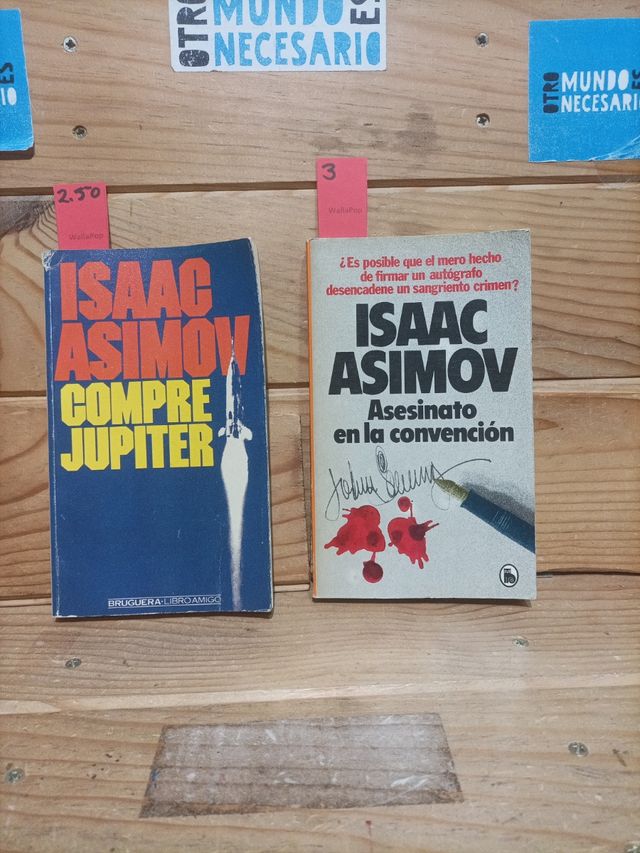 OTRO
MUNDO ES
NECESARIO
ES
IO
OTRO
MUNDO ES
NECESARIO
2.50
WallaPop
3
WallaPop
ISAAC
ASIMOV
COMPRE
JUPITER
BRUGUERA·LIBRO AMIGO
¿Es posible que el mero hecho
de firmar un autógrafo
desencadene un sangriento crimen?
ISAAC
ASIMOV
Asesinato
en la convención